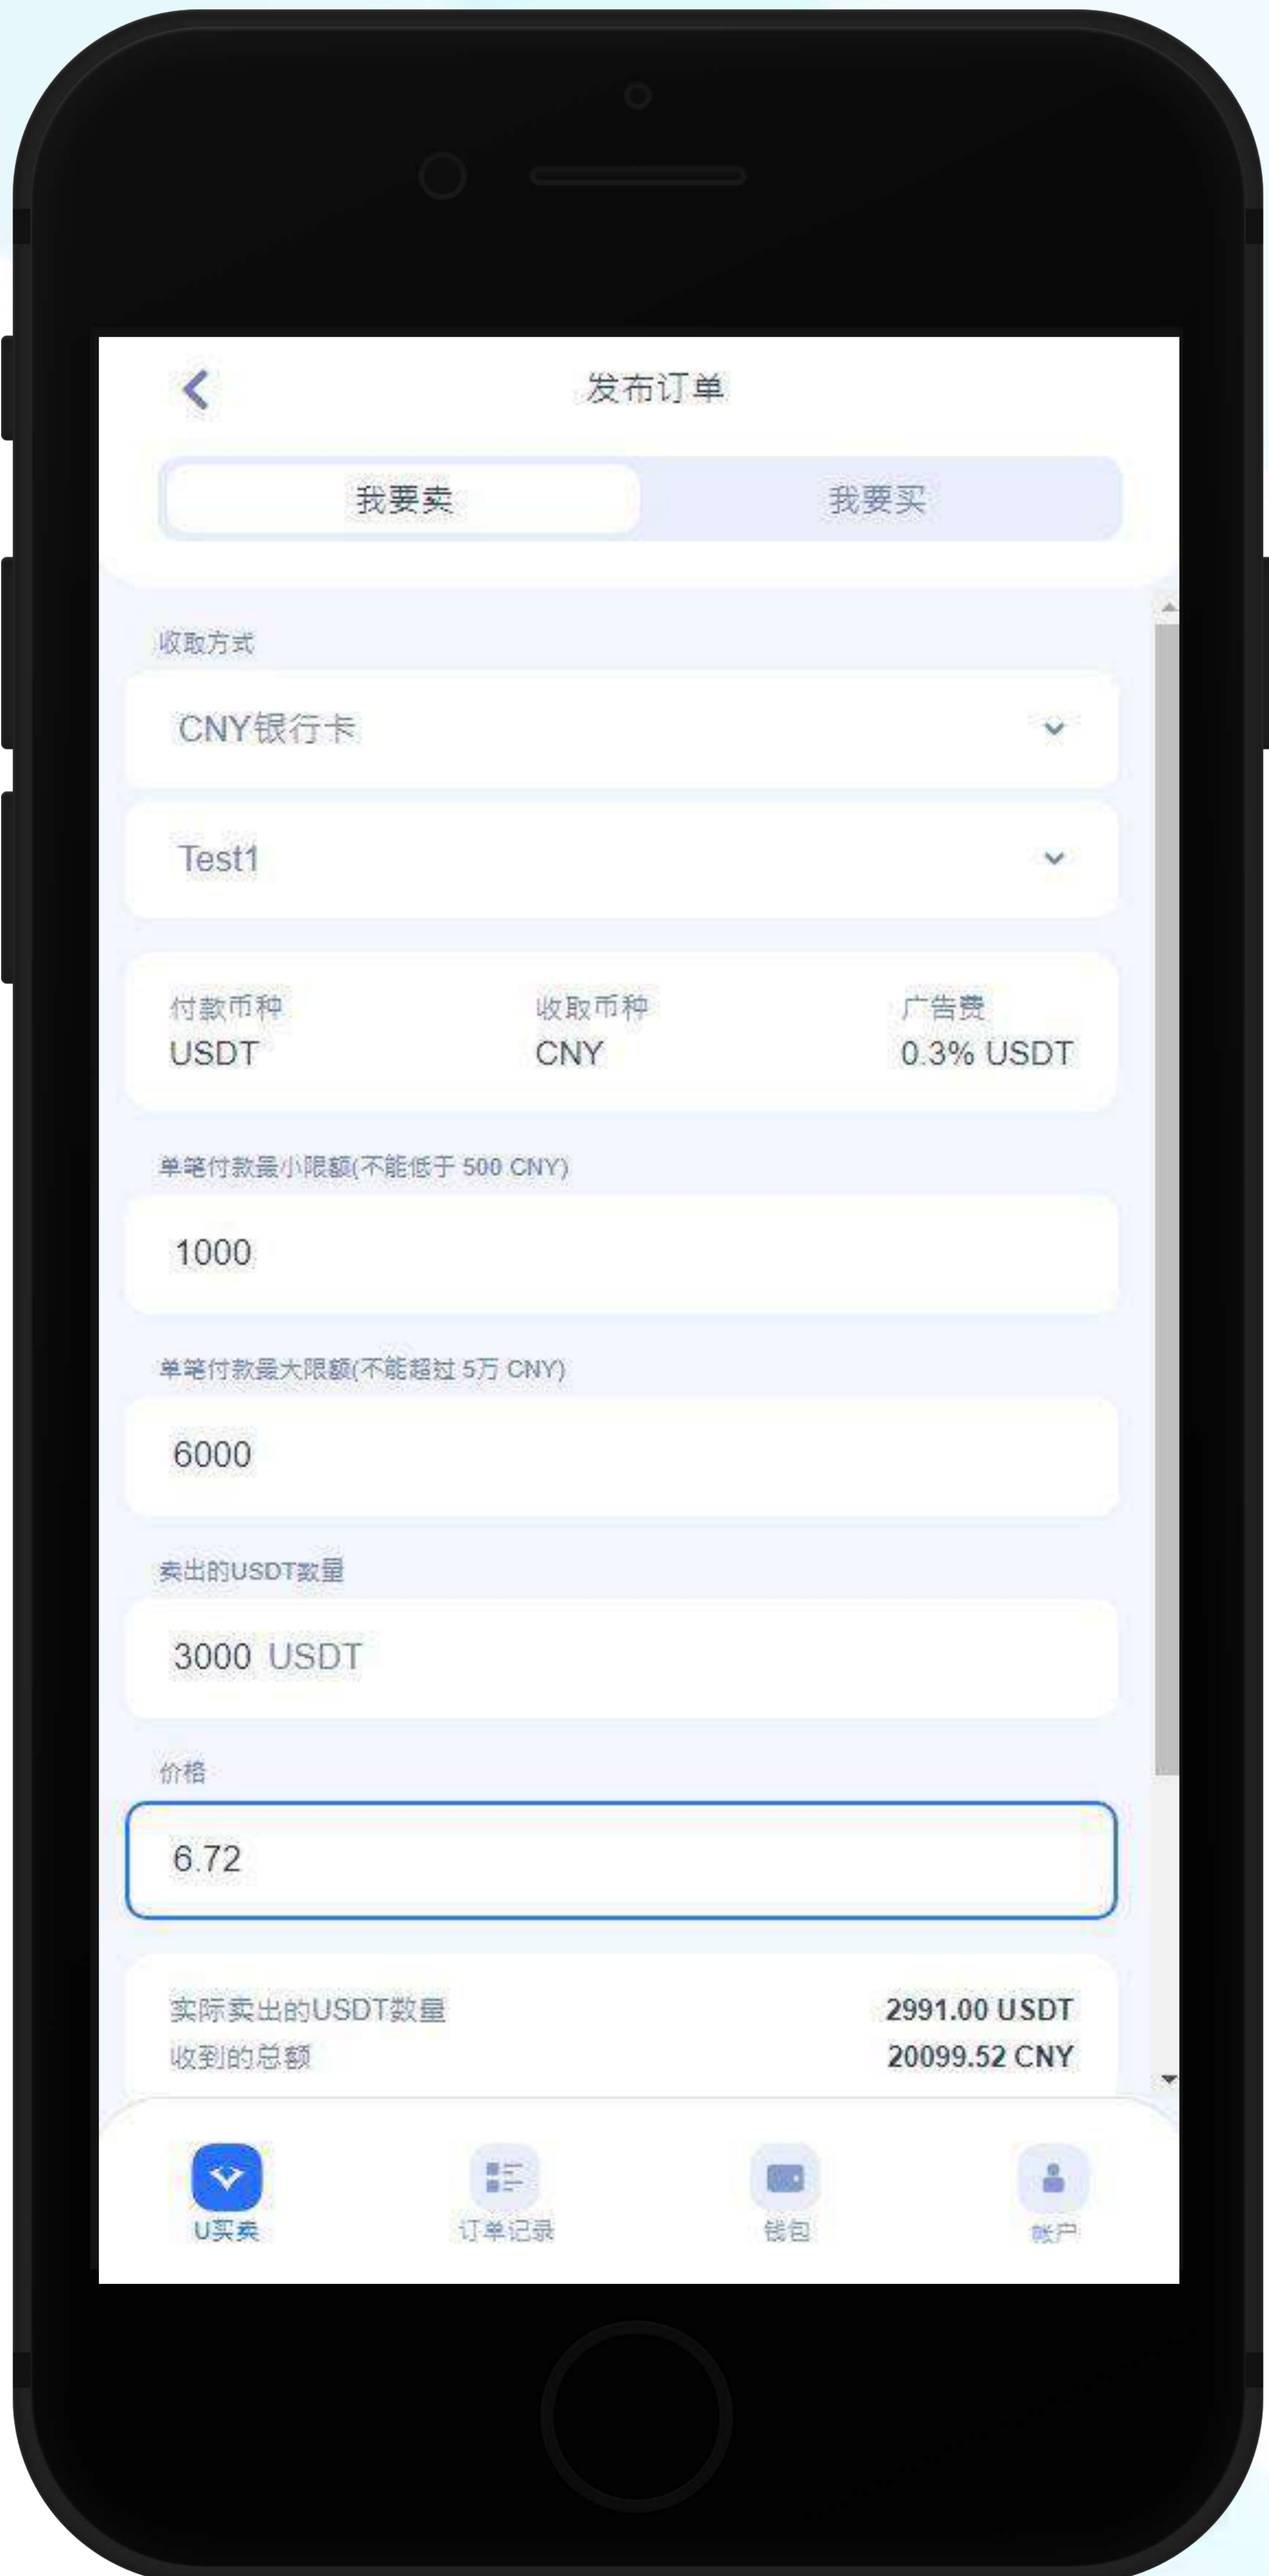 发布订单
我要卖 我要买
收取方式
CNY银行卡
Test1
付款币种 收取币种 广告费
USDT CNY 0.3% USDT
单笔付款最小限额(不能低于 500 CNY)
1000
单笔付款最大限额(不能超过 5万 CNY)
6000
卖出的USDT数量
3000 USDT
价格
6.72
实际卖出的USDT数量 2991.00 USDT
收到的总额 20099.52 CNY
U买卖 订单记录 钱包 帐户